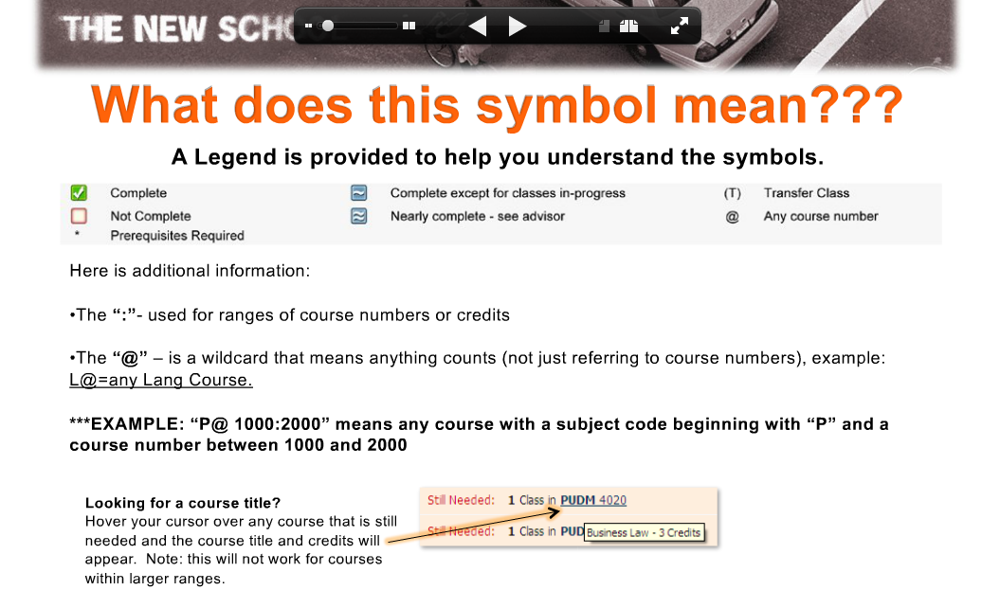 THE NEW SCHO
What does this symbol mean???
A Legend is provided to help you understand the symbols.
Complete
Complete except for classes in-progress
(T) Transfer Class
Not Complete
Nearly complete - see advisor
@ Any course number
* Prerequisites Required
Here is additional information:
•The “:”- used for ranges of course numbers or credits
•The “@” – is a wildcard that means anything counts (not just referring to course numbers), example:
L@=any Lang Course.
***EXAMPLE: “P@ 1000:2000” means any course with a subject code beginning with “P” and a
course number between 1000 and 2000
Looking for a course title?
Hover your cursor over any course that is still
needed and the course title and credits will
appear. Note: this will not work for courses
within larger ranges.
Still Needed: 1 Class in PUDM 4020
Still Needed: 1 Class in PUD
Business Law - 3 Credits